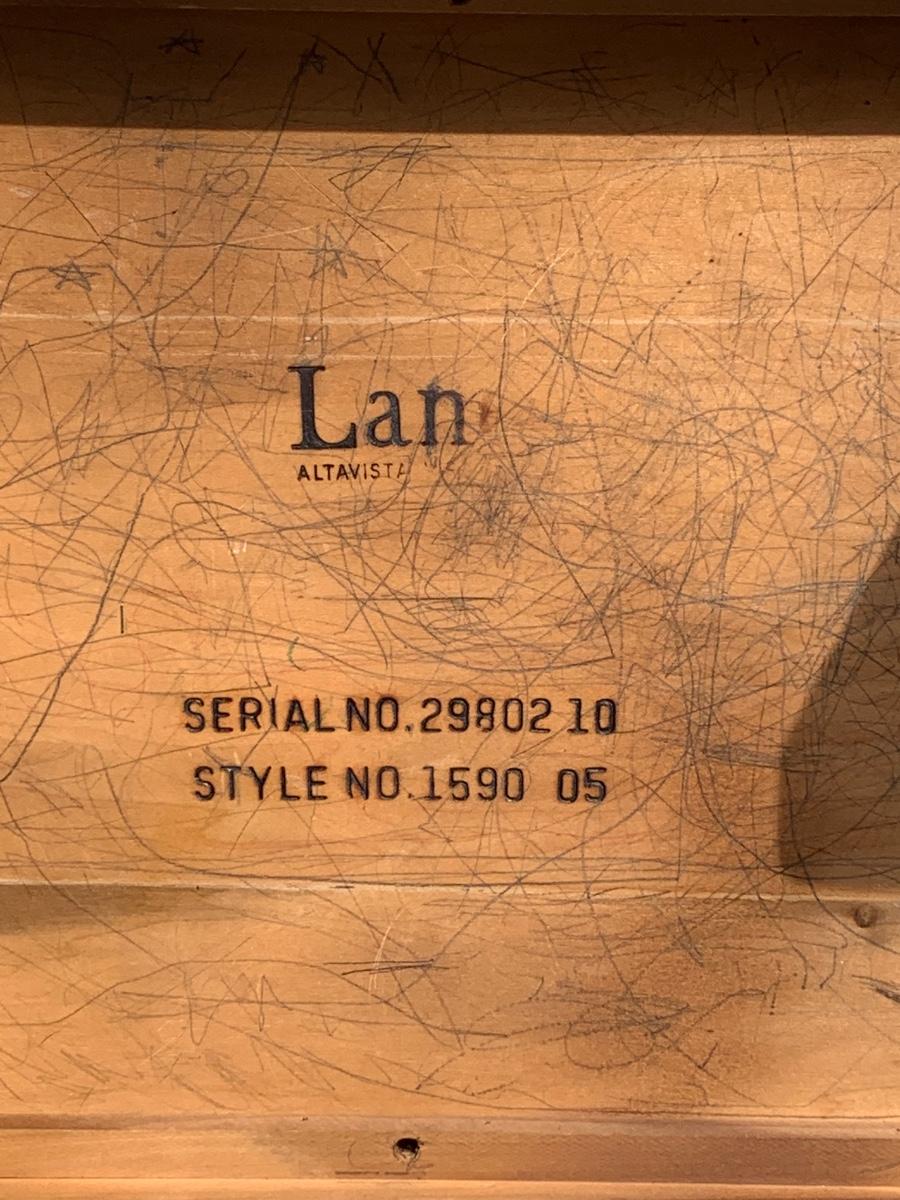 Lan
ALTAVISTA
SERIAL NO. 29802 10
STYLE NO. 1590 05